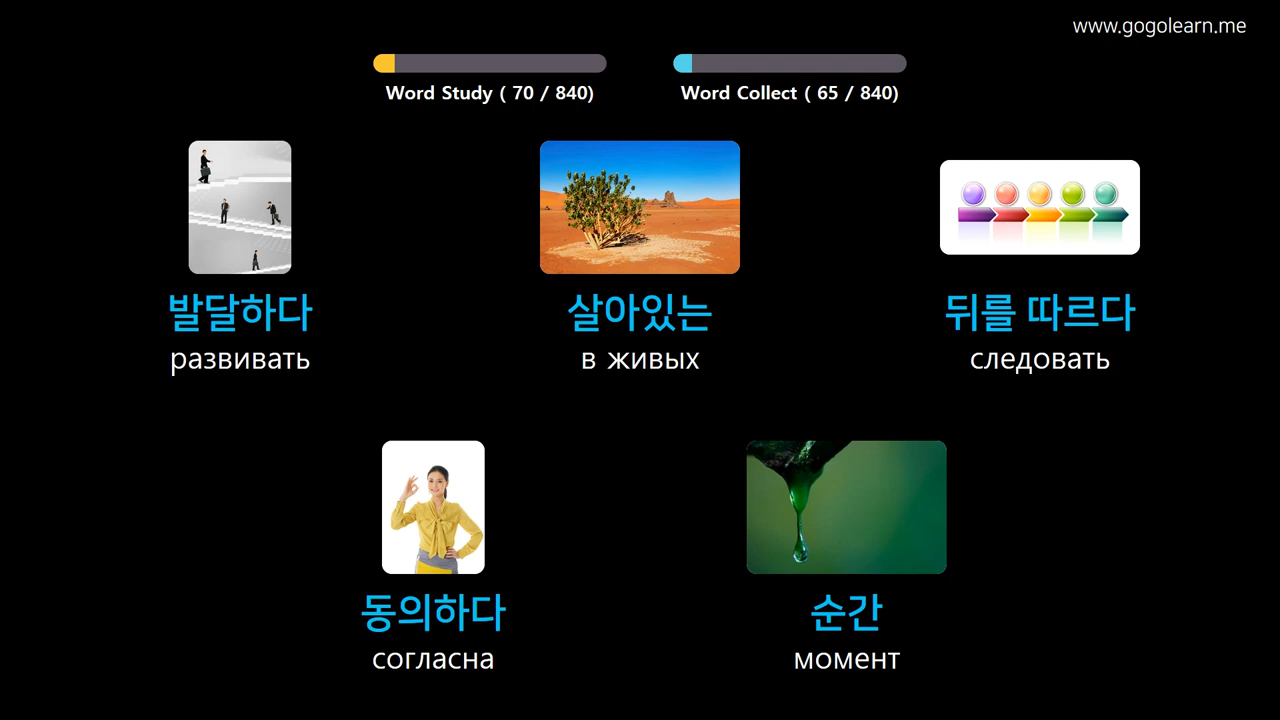 www.gogolearn.me
Word Study ( 70 / 840)
Word Collect ( 65 / 840)
발달하다
развивать
살아있는
в живых
뒤를 따르다
следовать
동의하다
согласна
순간
момент